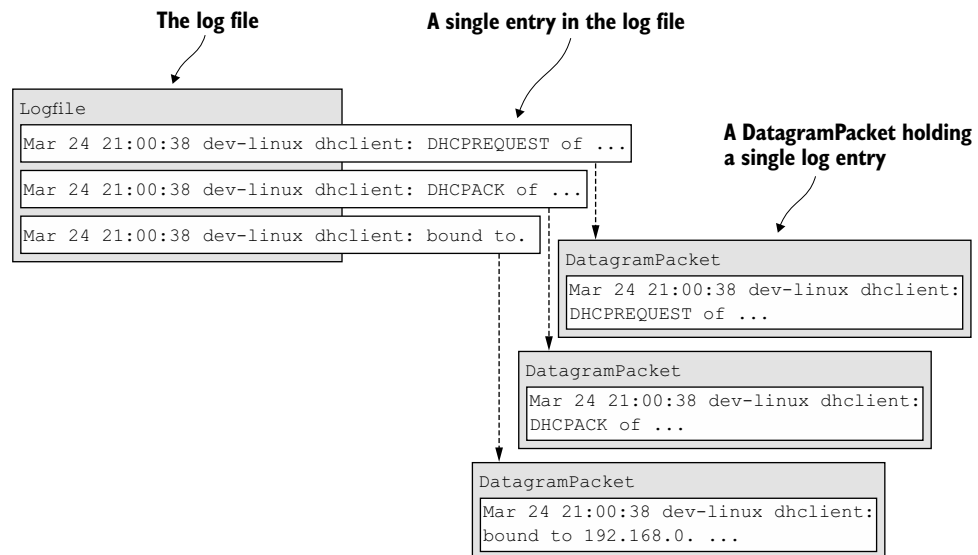 The log file
A single entry in the log file
Logfile
Mar 24 21:00:38 dev-linux dhclient: DHCPREQUEST of ...
Mar 24 21:00:38 dev-linux dhclient: DHCPACK of ...
Mar 24 21:00:38 dev-linux dhclient: bound to.
A DatagramPacket holding
a single log entry
DatagramPacket
Mar 24 21:00:38 dev-linux dhclient:
DHCPREQUEST of ...
DatagramPacket
Mar 24 21:00:38 dev-linux dhclient:
DHCPACK of ...
DatagramPacket
Mar 24 21:00:38 dev-linux dhclient:
bound to 192.168.0. ...